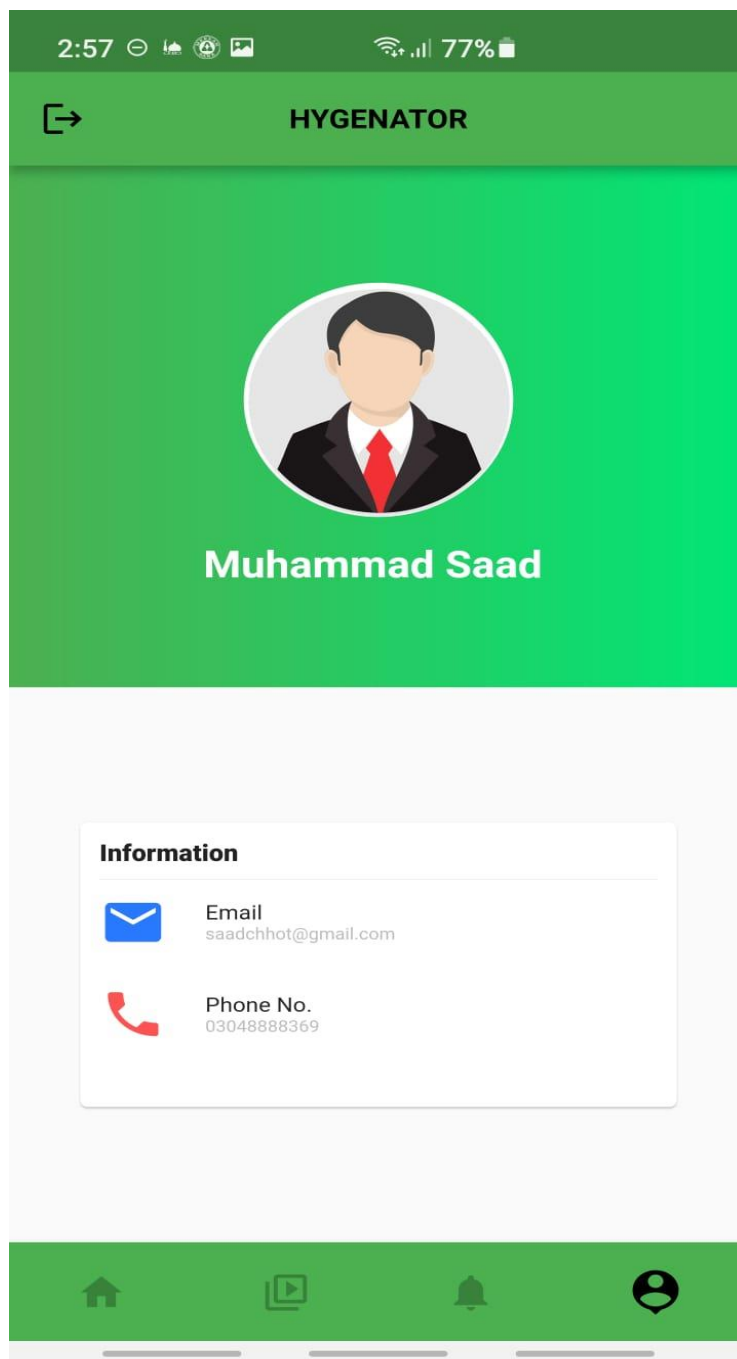 2:57 77%
HYGENATOR
Muhammad Saad
Information
Email
saadchhot@gmail.com
Phone No.
03048888369